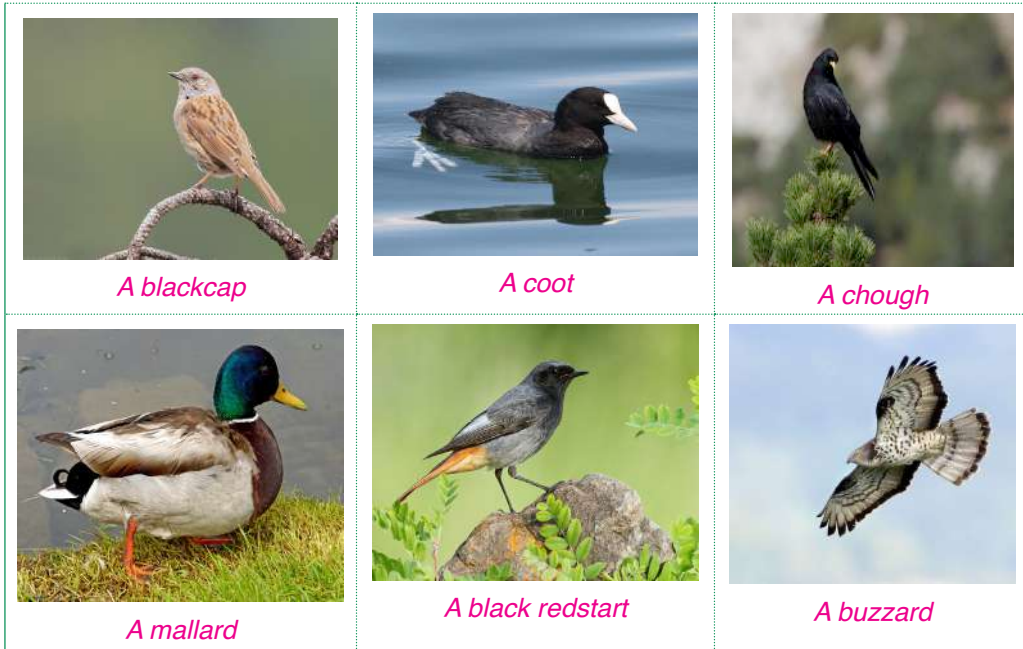 A blackcap
A coot
A chough
A mallard
A black redstart
A buzzard